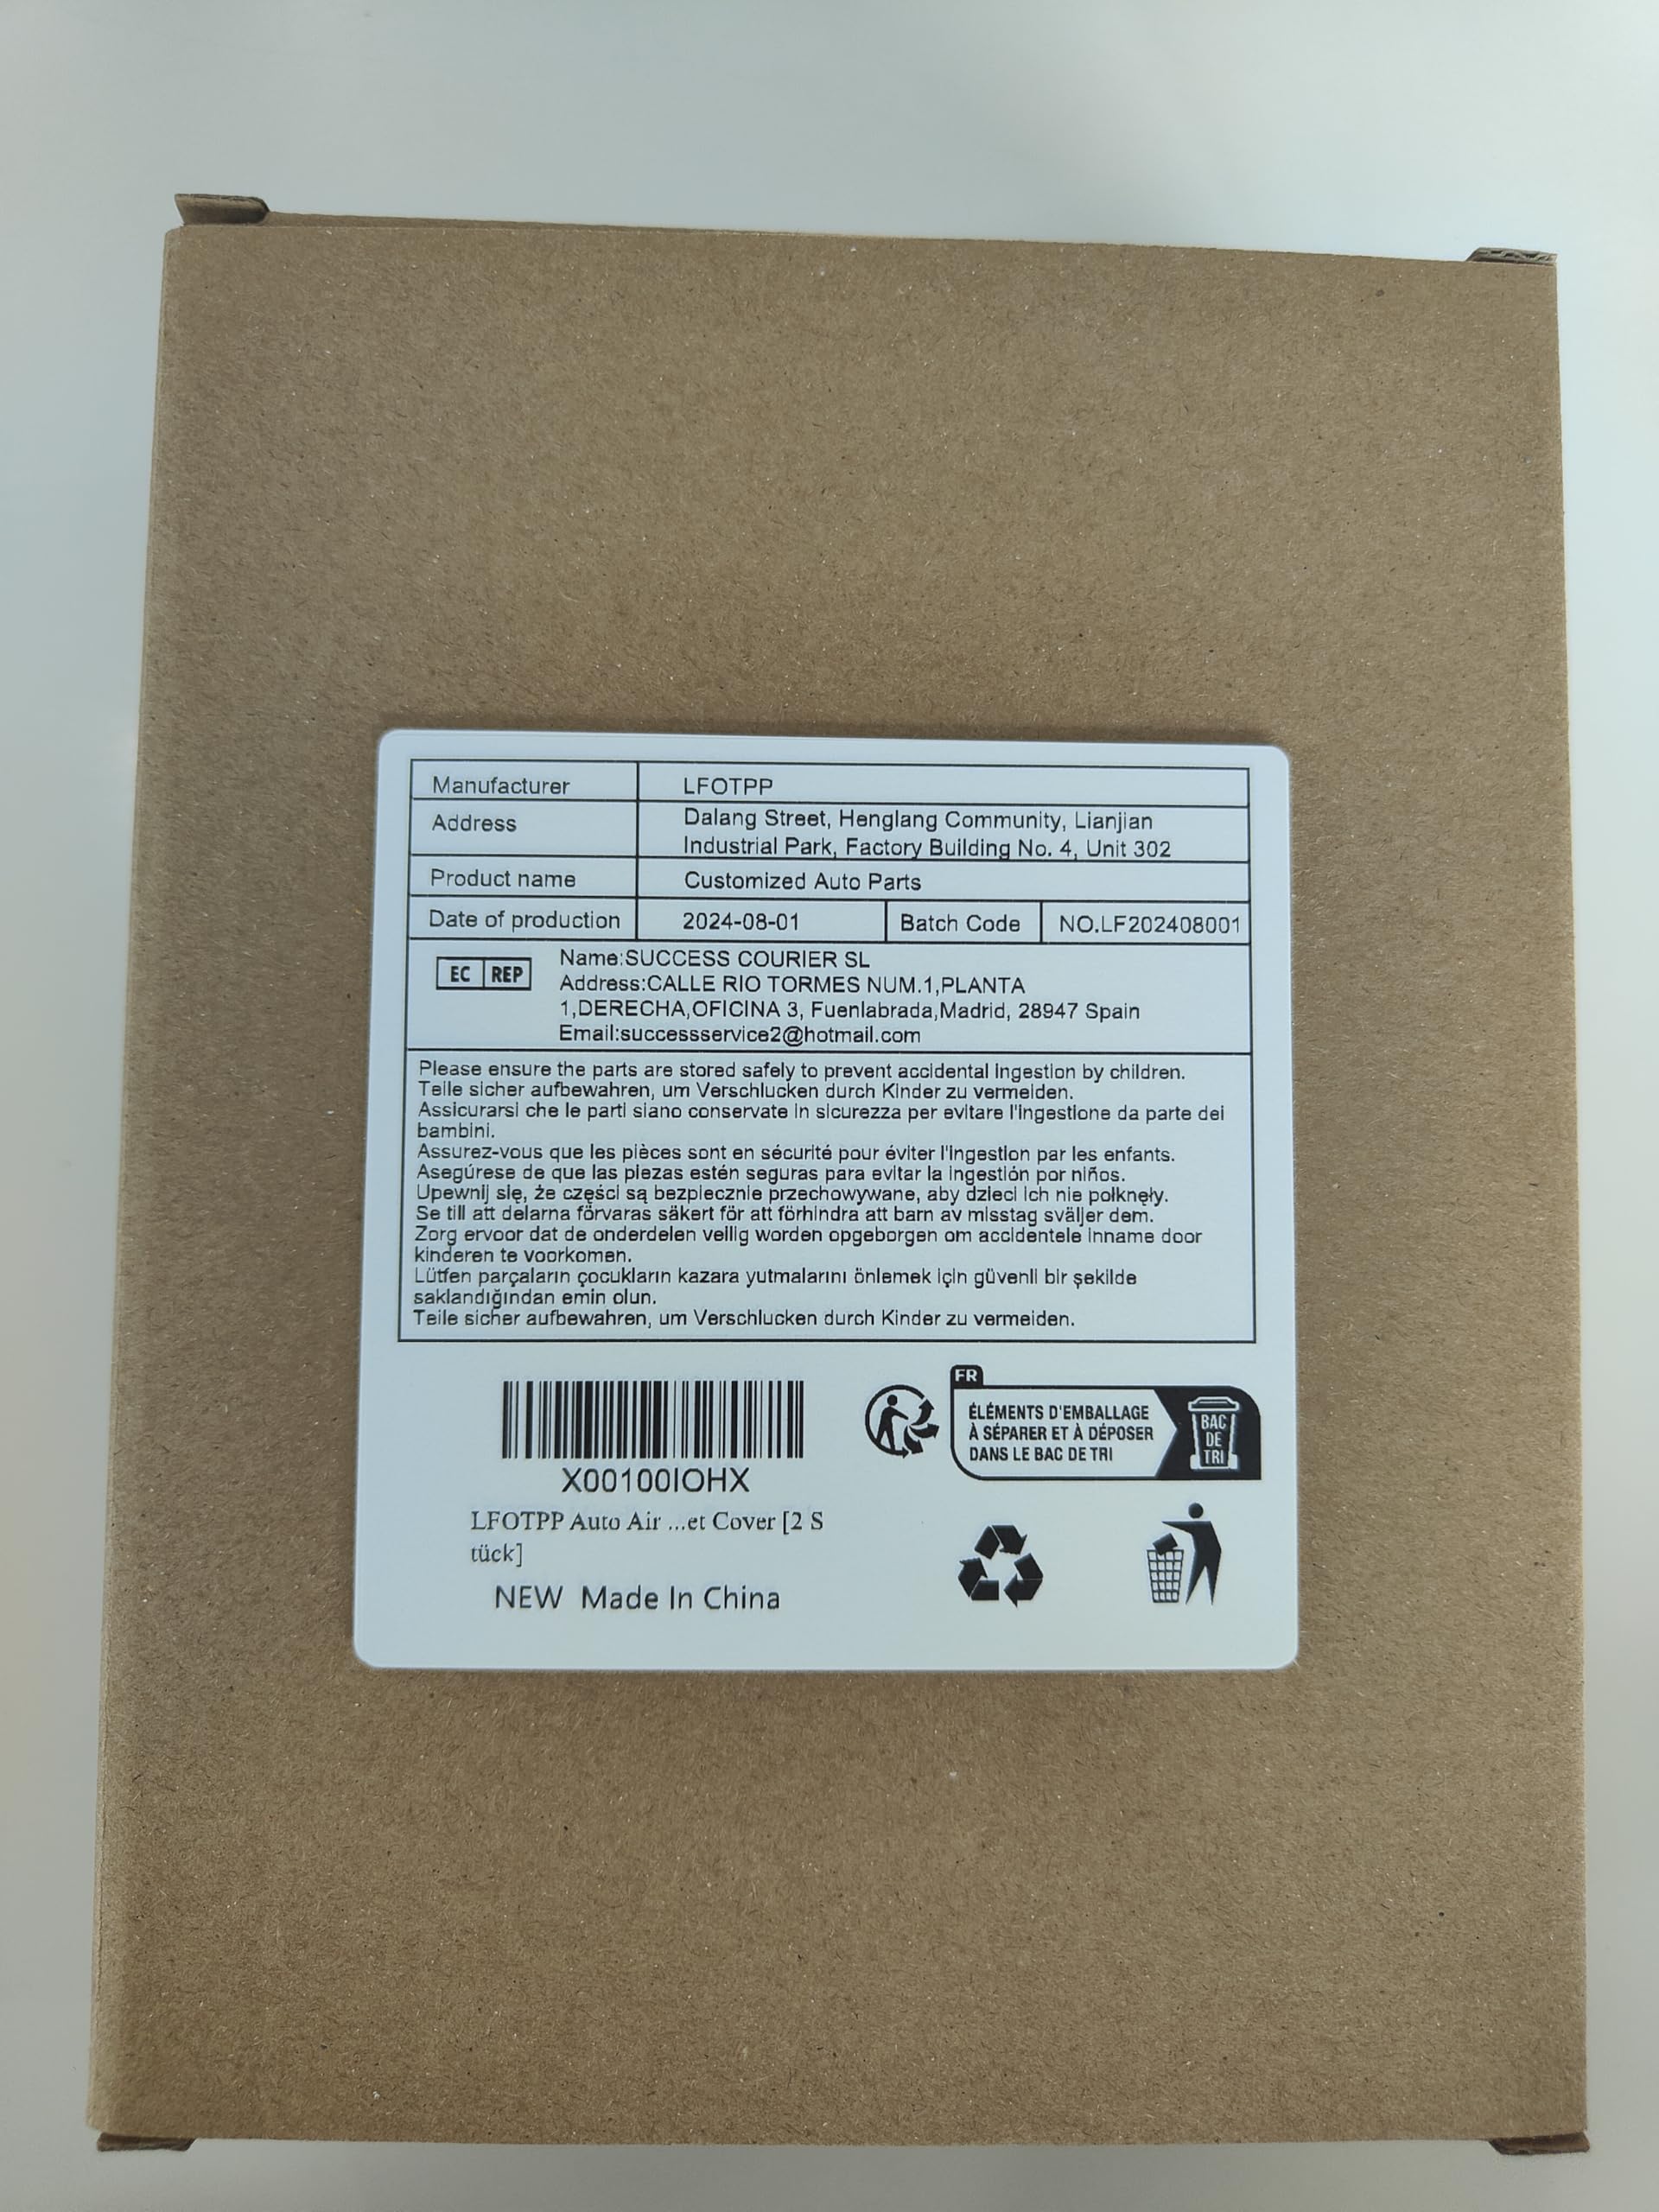 Manufacturer LFOTPP
Address Dalang Street, Henglang Community, Lianjian
Industrial Park, Factory Building No. 4, Unit 302
Product name Customized Auto Parts
Date of production 2024-08-01 Batch Code NO.LF202408001
EC REP
Name:SUCCESS COURIER SL
Address:CALLE RIO TORMES NUM.1,PLANTA
1,DERECHA,OFICINA 3, Fuenlabrada,Madrid, 28947 Spain
Email:successservice2@hotmail.com
Please ensure the parts are stored safely to prevent accidental ingestion by children.
Teile sicher aufbewahren, um Verschlucken durch Kinder zu vermeiden.
Assicurarsi che le parti siano conservate in sicurezza per evitare l'ingestione da parte dei
bambini.
Assurez-vous que les pièces sont en sécurité pour éviter l'ingestion par les enfants.
Asegúrese de que las piezas estén seguras para evitar la ingestión por niños.
Upewnij się, że części są bezpiecznie przechowywane, aby dzieci ich nie połknęły.
Se till att delarna förvaras säkert för att förhindra att barn av misstag sväljer dem.
Zorg ervoor dat de onderdelen veilig worden opgeborgen om accidentele inname door
kinderen te voorkomen.
Lütfen parçaların çocukların kazara yutmalarını önlemek için güvenli bir şekilde
saklandığından emin olun.
Teile sicher aufbewahren, um Verschlucken durch Kinder zu vermeiden.
X00100IOHX
LFOTPP Auto Air ...et Cover [2 S
tück]
NEW Made In China
FR
ÉLÉMENTS D'EMBALLAGE
À SÉPARER ET À DÉPOSER
DANS LE BAC DE TRI
BAC
DE
TRI